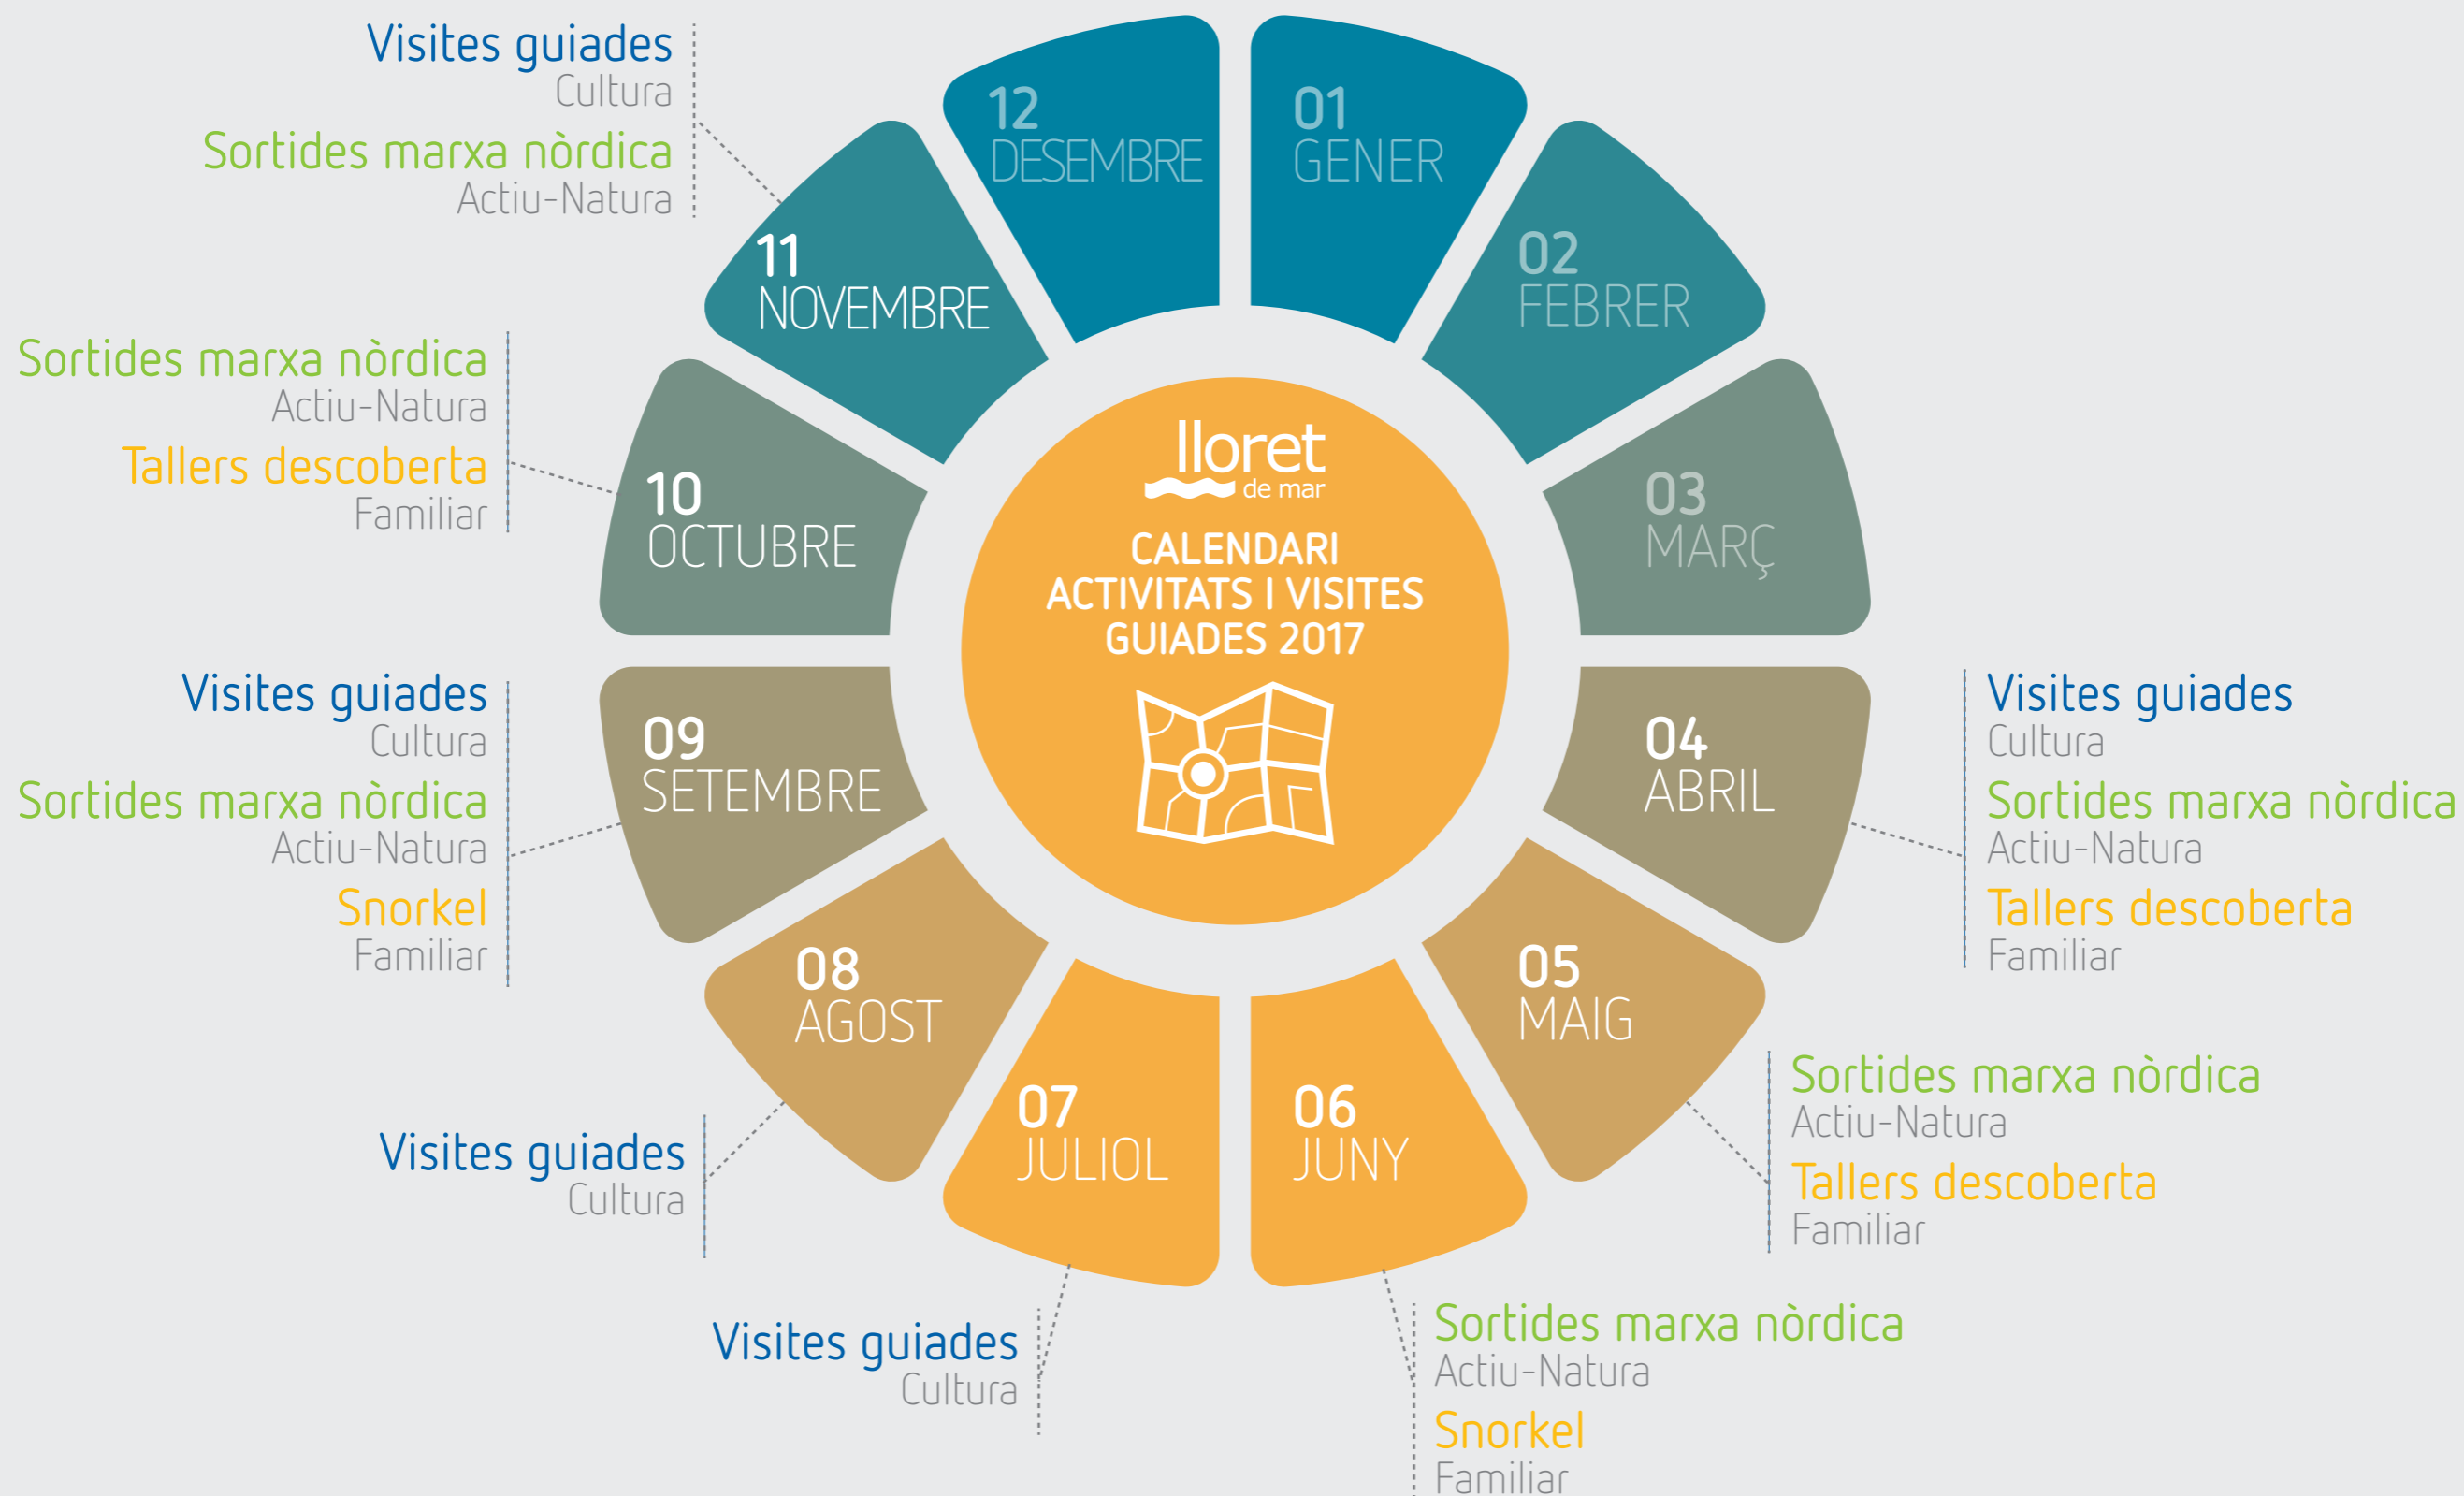 lloret
de mar
CALENDARI
ACTIVITATS I VISITES
GUIADES 2017
01
GENER
02
FEBRER
03
MARÇ
04
ABRIL
Visites guiades
Cultura
Sortides marxa nòrdica
Actiu-Natura
Tallers descoberta
Familiar
05
MAIG
Sortides marxa nòrdica
Actiu-Natura
Tallers descoberta
Familiar
06
JUNY
Sortides marxa nòrdica
Actiu-Natura
Snorkel
Familiar
07
JULIOL
Visites guiades
Cultura
08
AGOST
Visites guiades
Cultura
09
SETEMBRE
Visites guiades
Cultura
Sortides marxa nòrdica
Actiu-Natura
Snorkel
Familiar
10
OCTUBRE
Sortides marxa nòrdica
Actiu-Natura
Tallers descoberta
Familiar
11
NOVEMBRE
Visites guiades
Cultura
Sortides marxa nòrdica
Actiu-Natura
12
DESEMBRE